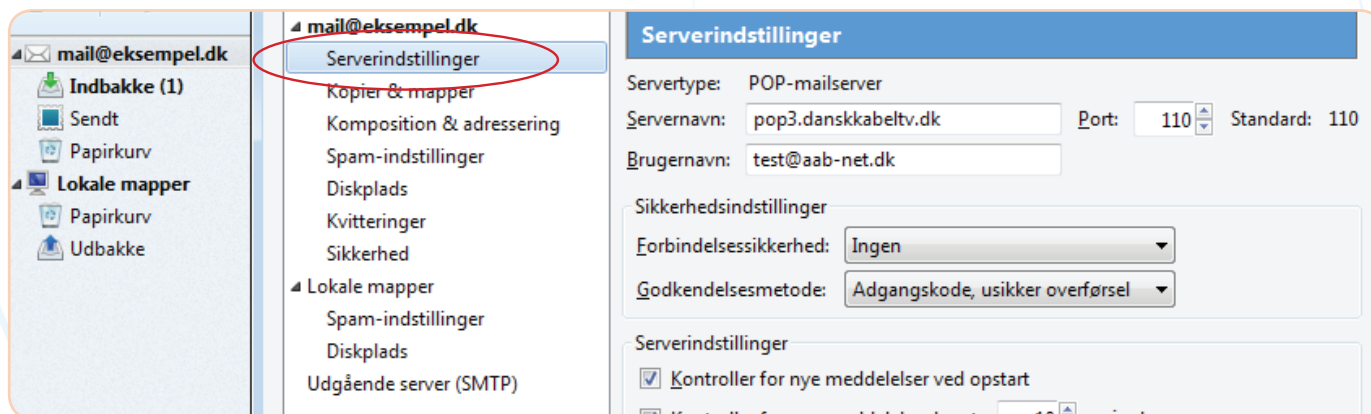 mail@eksempel.dk
Indbakke (1)
Sendt
Papirkurv
Lokale mapper
Papirkurv
Udbakke
mail@eksempel.dk
Serverindstillinger
Kopier & mapper
Komposition & adressering
Spam-indstillinger
Diskplads
Kvitteringer
Sikkerhed
Lokale mapper
Spam-indstillinger
Diskplads
Udgående server (SMTP)
Serverindstillinger
Servertype: POP-mailserver
Servernavn: pop3.danskkabeltv.dk Port: 110 Standard: 110
Brugernavn: test@aab-net.dk
Sikkerhedsindstillinger
Forbindelsessikkerhed: Ingen
Godkendelsesmetode: Adgangskode, usikker overførsel
Serverindstillinger
Kontroller for nye meddelelser ved opstart